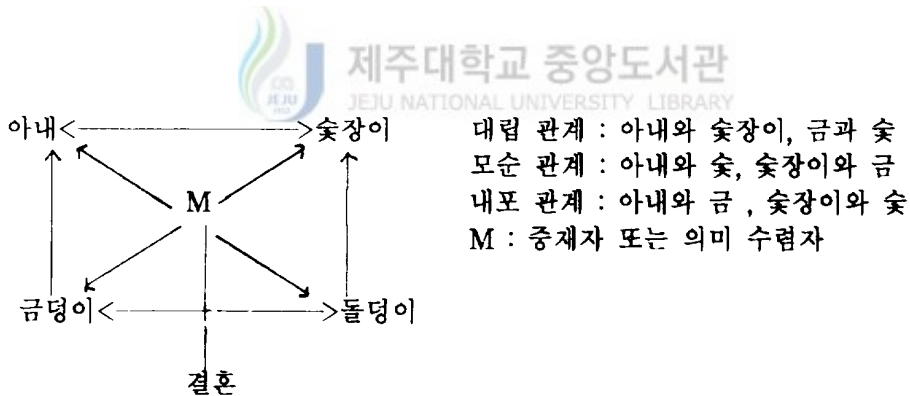 제주대학교 중앙도서관
JEJU NATIONAL UNIVERSITY LIBRARY
JEJU
1952
아내 숯장이
M
금덩이 돌덩이
결혼
대립 관계 : 아내와 숯장이, 금과 숯
모순 관계 : 아내와 숯, 숯장이와 금
내포 관계 : 아내와 금 , 숯장이와 숯
M : 중재자 또는 의미 수렴자